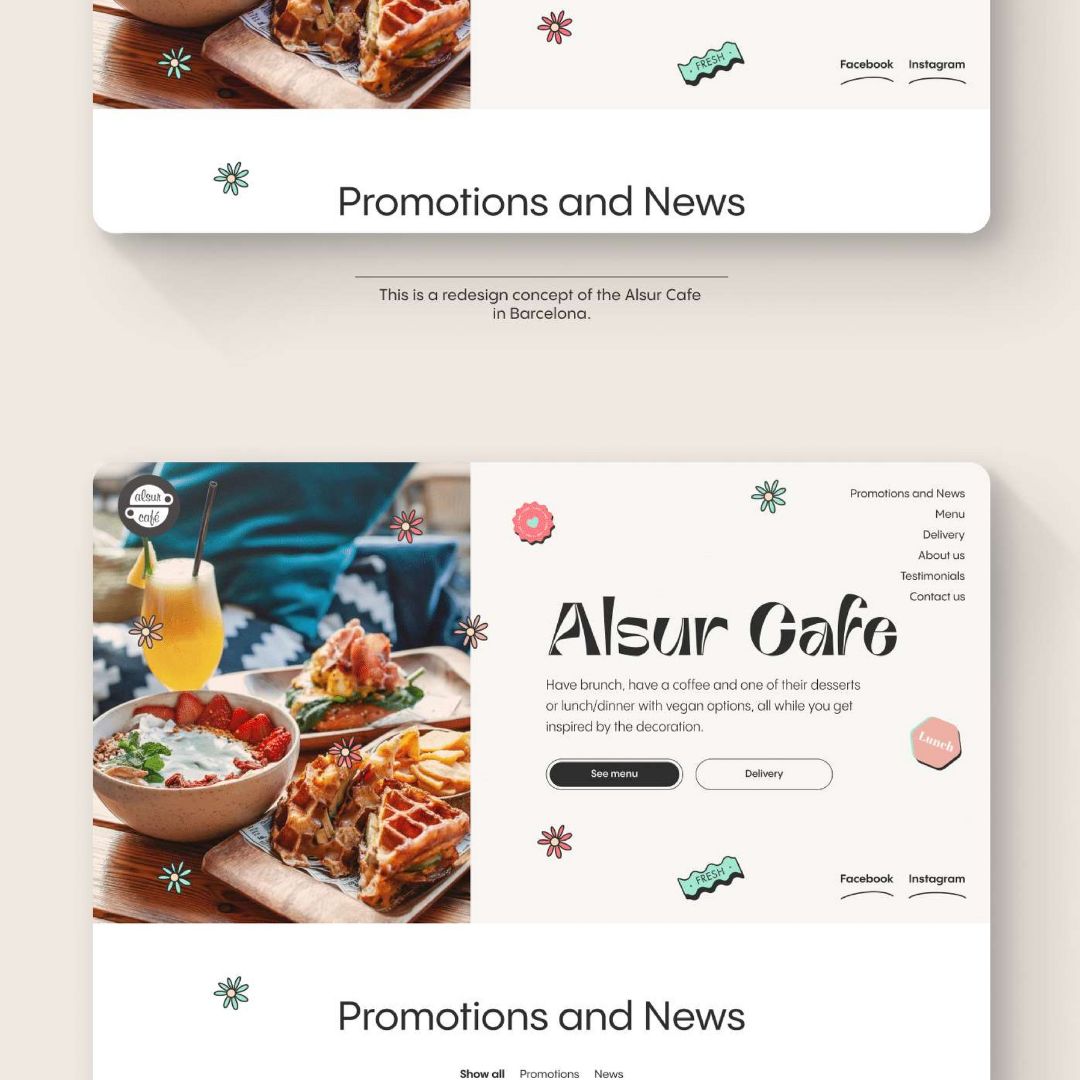 FRESH
Facebook Instagram
Promotions and News
This is a redesign concept of the Alsur Cafe
in Barcelona.
alsur
café
Promotions and News
Menu
Delivery
About us
Testimonials
Contact us
Alsur Cafe
Have brunch, have a coffee and one of their desserts
or lunch/dinner with vegan options, all while you get
inspired by the decoration.
Lunch
See menu Delivery
FRESH
Facebook Instagram
Promotions and News
Show all Promotions News